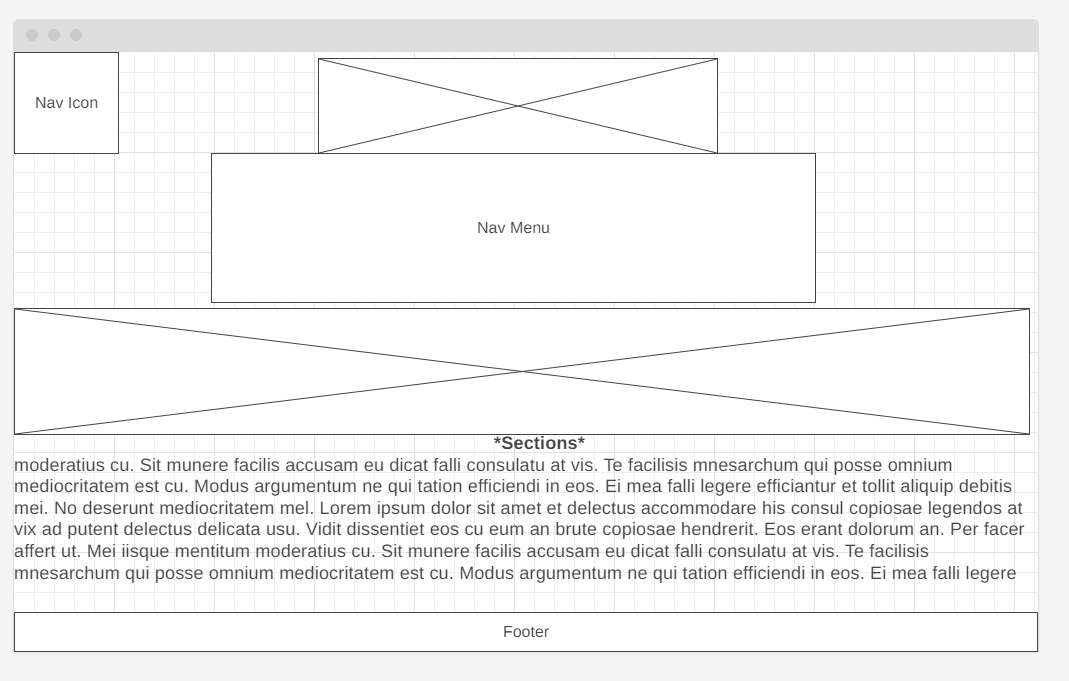 Nav Icon
Nav Menu
*Sections*
moderatius cu. Sit munere facilis accusam eu dicat falli consulatu at vis. Te facilisis mnesarchum qui posse omnium
mediocritatem est cu. Modus argumentum ne qui tation efficiendi in eos. Ei mea falli legere efficiantur et tollit aliquip debitis
mei. No deserunt mediocritatem mel. Lorem ipsum dolor sit amet et delectus accommodare his consul copiosae legendos at
vix ad putent delectus delicata usu. Vidit dissentiet eos cu eum an brute copiosae hendrerit. Eos erant dolorum an. Per facer
affert ut. Mei iisque mentitum moderatius cu. Sit munere facilis accusam eu dicat falli consulatu at vis. Te facilisis
mnesarchum qui posse omnium mediocritatem est cu. Modus argumentum ne qui tation efficiendi in eos. Ei mea falli legere
Footer